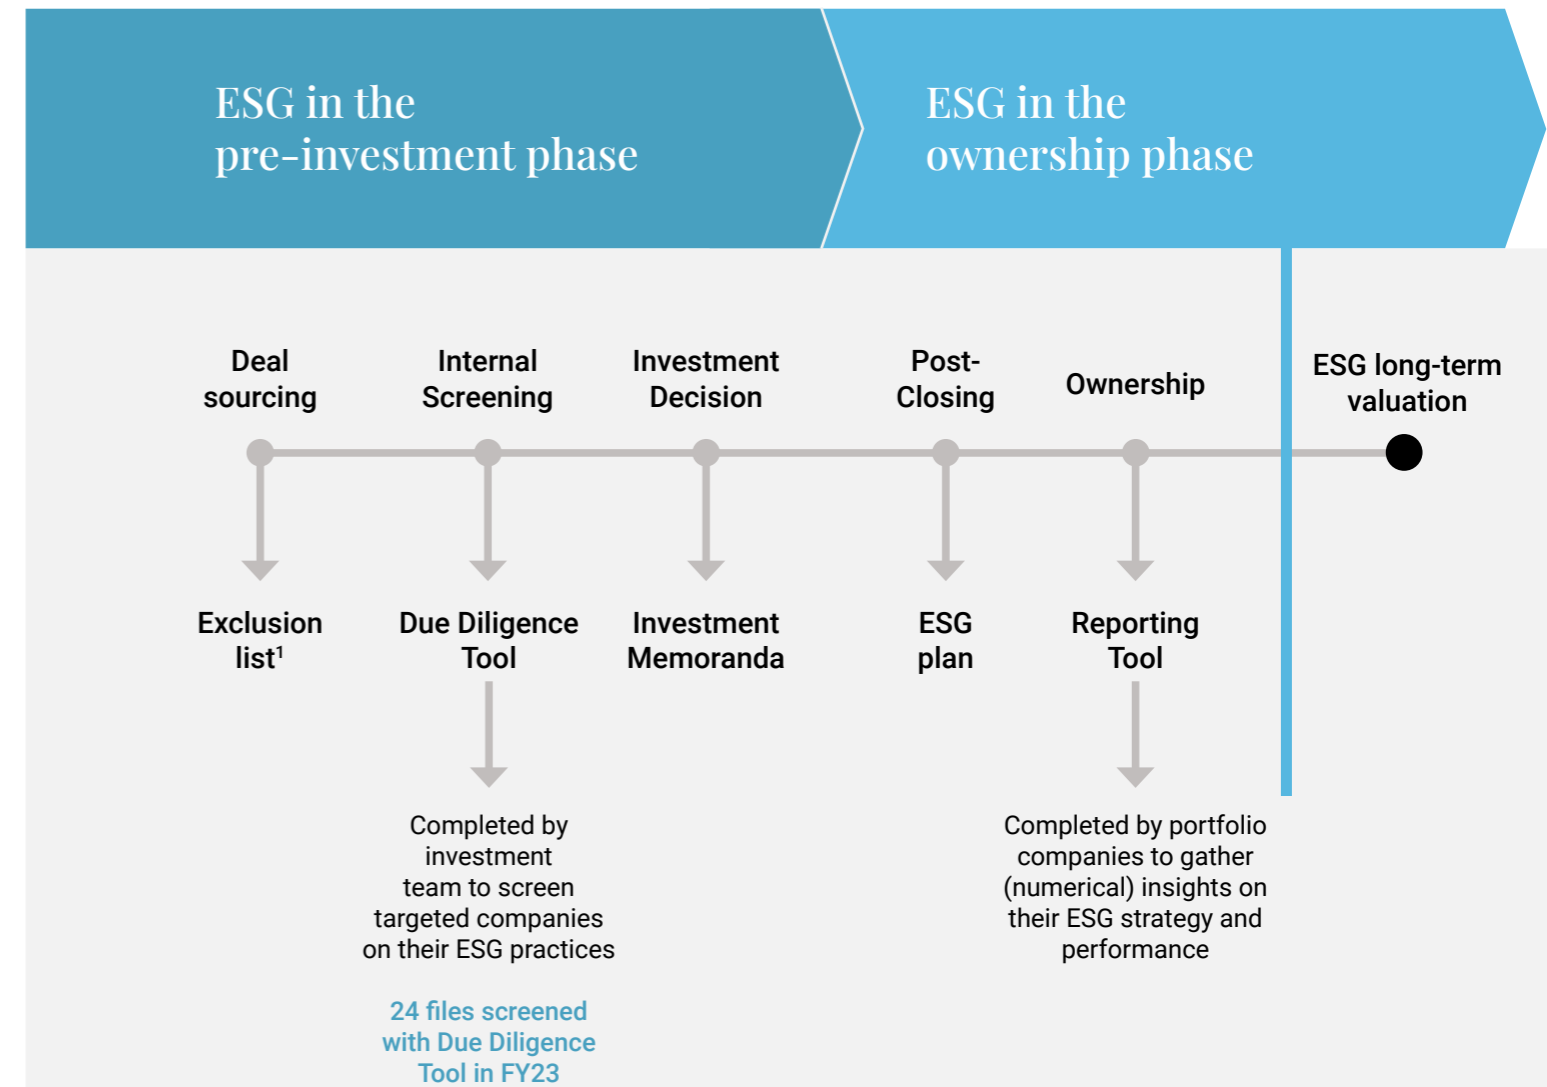 ESG in the
pre-investment phase
ESG in the
ownership phase
Deal
sourcing
Internal
Screening
Investment
Decision
Post-
Closing
Ownership
ESG long-term
valuation
Exclusion
list¹
Due Diligence
Tool
Investment
Memoranda
ESG
plan
Reporting
Tool
Completed by
investment
team to screen
targeted companies
on their ESG practices
24 files screened
with Due Diligence
Tool in FY23
Completed by portfolio
companies to gather
(numerical) insights on
their ESG strategy and
performance